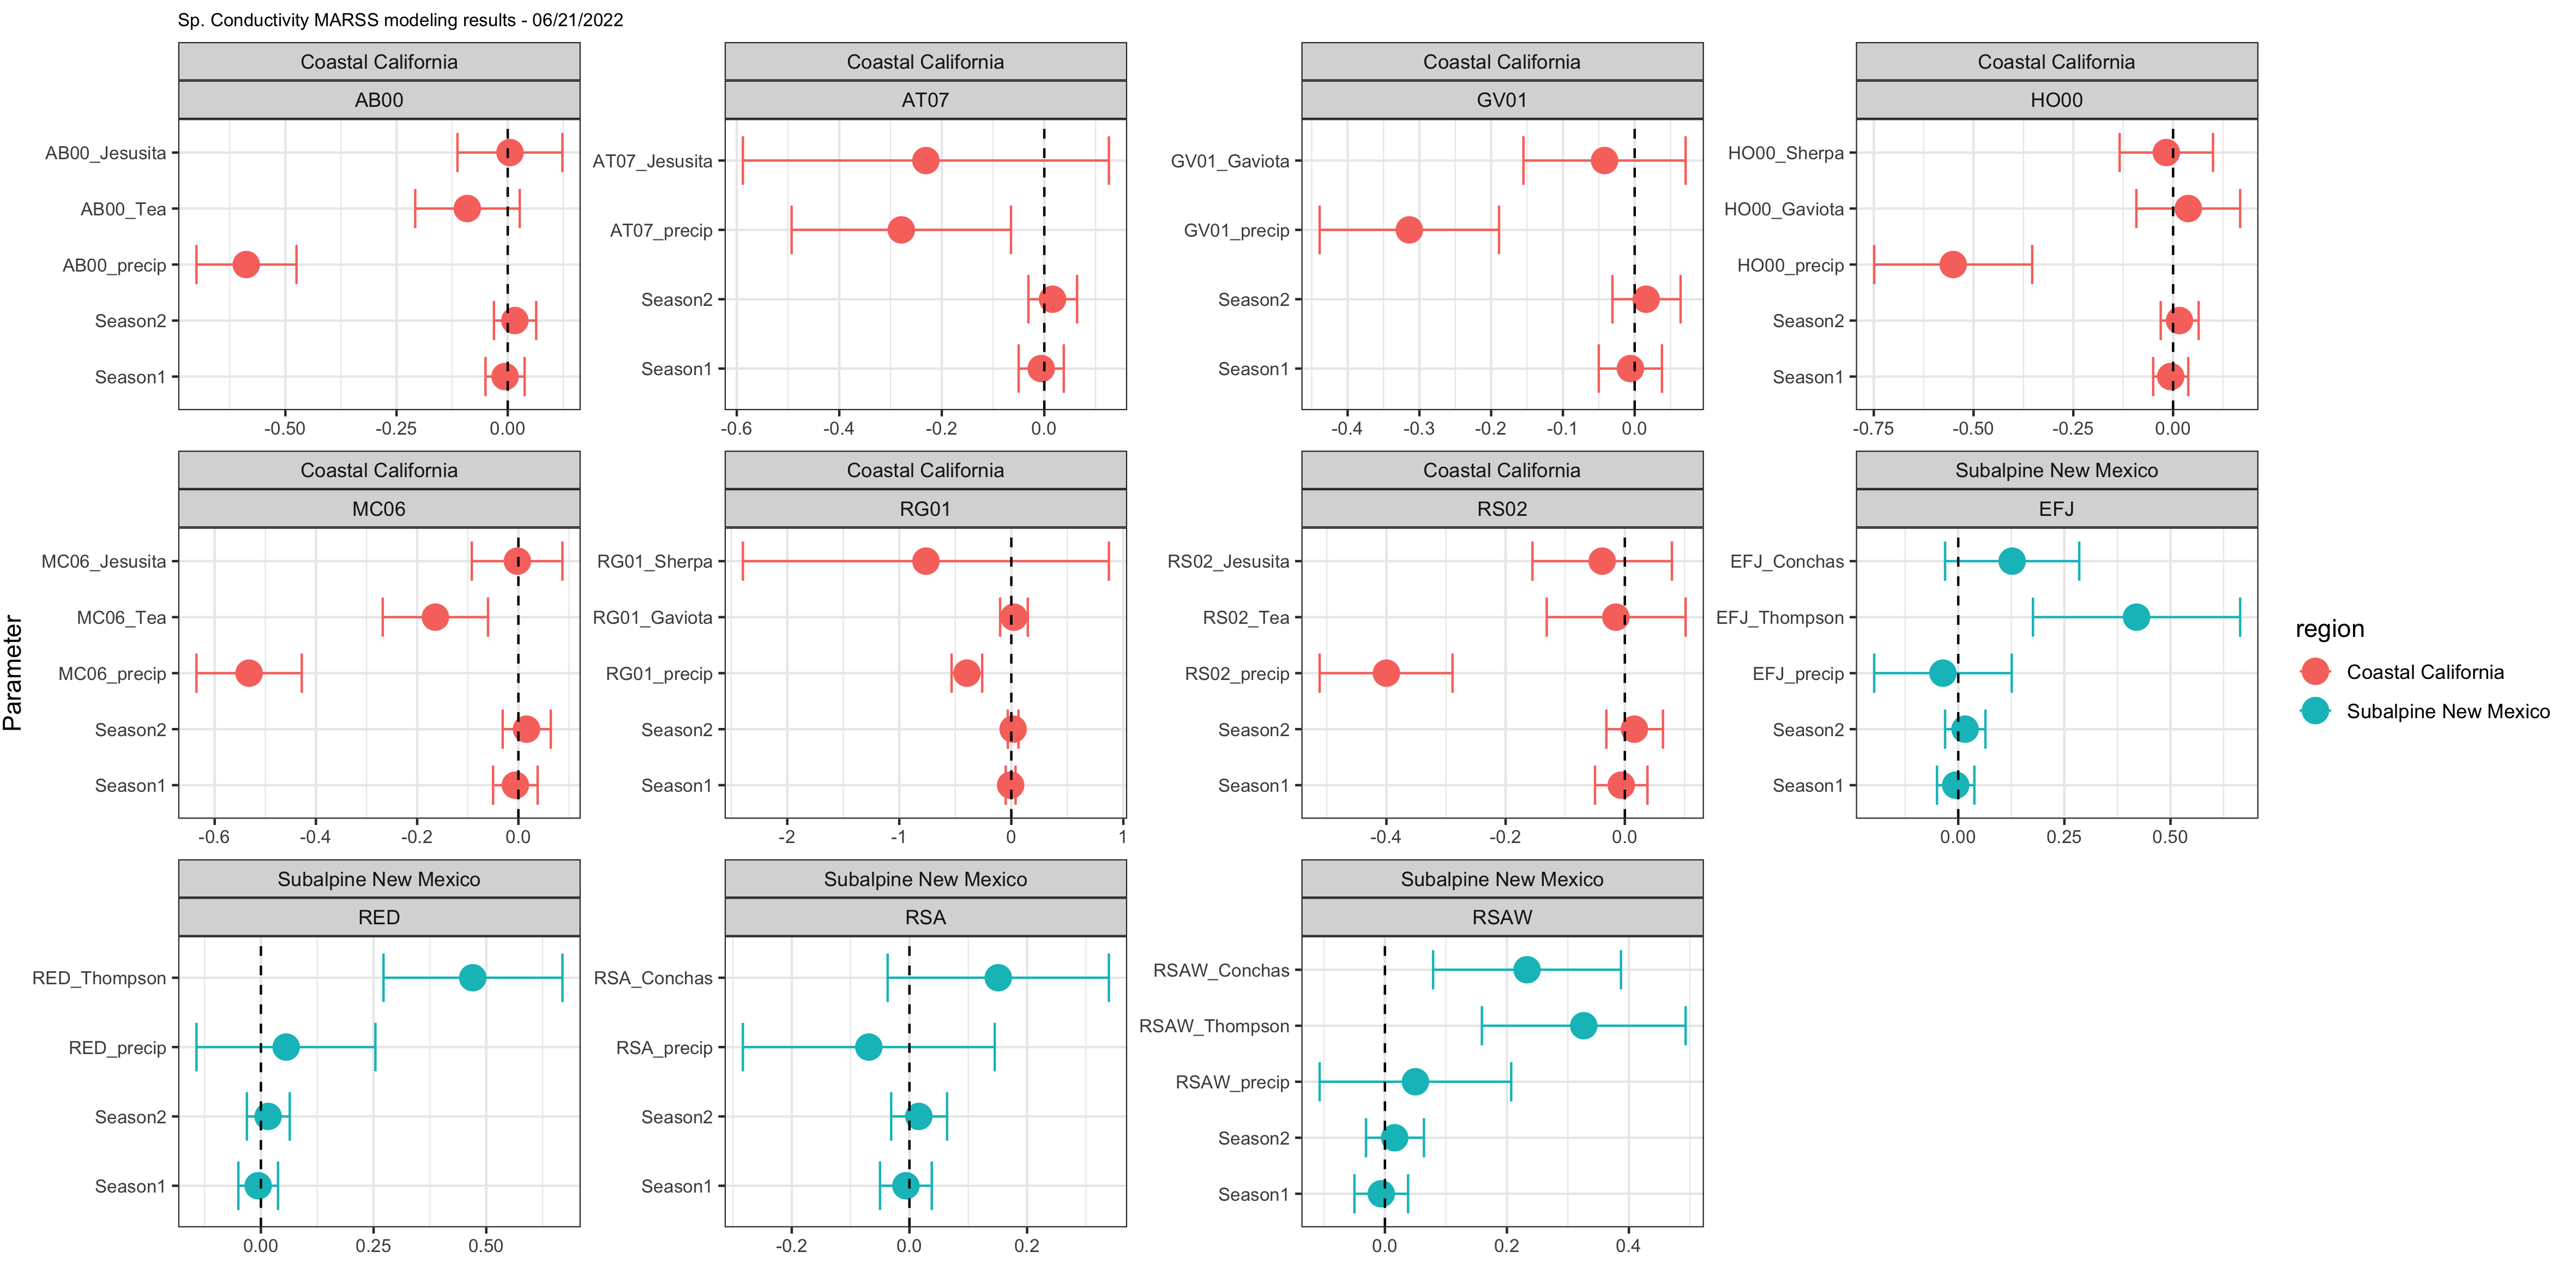 Sp. Conductivity MARSS modeling results - 06/21/2022
Coastal California
AB00
AB00_Jesusita
AB00_Tea
AB00_precip
Season2
Season1
-0.50 -0.25 0.00
Coastal California
AT07
AT07_Jesusita
AT07_precip
Season2
Season1
-0.6 -0.4 -0.2 0.0
Coastal California
GV01
GV01_Gaviota
GV01_precip
Season2
Season1
-0.4 -0.3 -0.2 -0.1 0.0
Coastal California
HO00
HO00_Sherpa
HO00_Gaviota
HO00_precip
Season2
Season1
-0.75 -0.50 -0.25 0.00
Coastal California
MC06
MC06_Jesusita
MC06_Tea
MC06_precip
Season2
Season1
-0.6 -0.4 -0.2 0.0
Coastal California
RG01
RG01_Sherpa
RG01_Gaviota
RG01_precip
Season2
Season1
-2 -1 0 1
Coastal California
RS02
RS02_Jesusita
RS02_Tea
RS02_precip
Season2
Season1
-0.4 -0.2 0.0
Subalpine New Mexico
EFJ
EFJ_Conchas
EFJ_Thompson
EFJ_precip
Season2
Season1
0.00 0.25 0.50
Subalpine New Mexico
RED
RED_Thompson
RED_precip
Season2
Season1
0.00 0.25 0.50
Subalpine New Mexico
RSA
RSA_Conchas
RSA_precip
Season2
Season1
-0.2 0.0 0.2
Subalpine New Mexico
RSAW
RSAW_Conchas
RSAW_Thompson
RSAW_precip
Season2
Season1
0.0 0.2 0.4
Parameter
region
Coastal California
Subalpine New Mexico